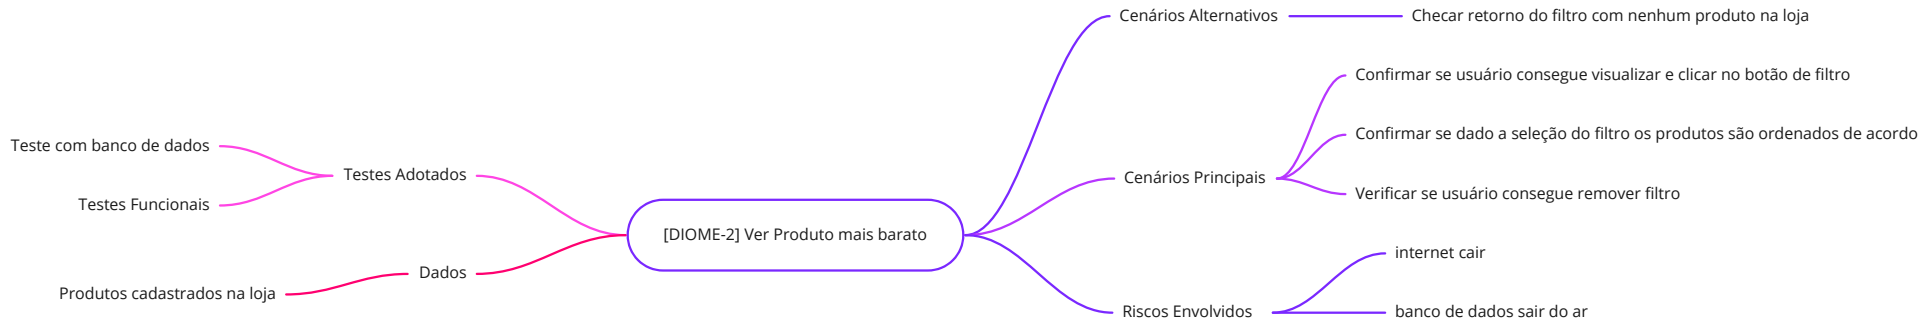 Cenários Alternativos
Checar retorno do filtro com nenhum produto na loja
Confirmar se usuário consegue visualizar e clicar no botão de filtro
Confirmar se dado a seleção do filtro os produtos são ordenados de acordo
Cenários Principais
Verificar se usuário consegue remover filtro
Teste com banco de dados
Testes Adotados
Testes Funcionais
[DIOME-2] Ver Produto mais barato
Dados
Produtos cadastrados na loja
internet cair
Riscos Envolvidos
banco de dados sair do ar